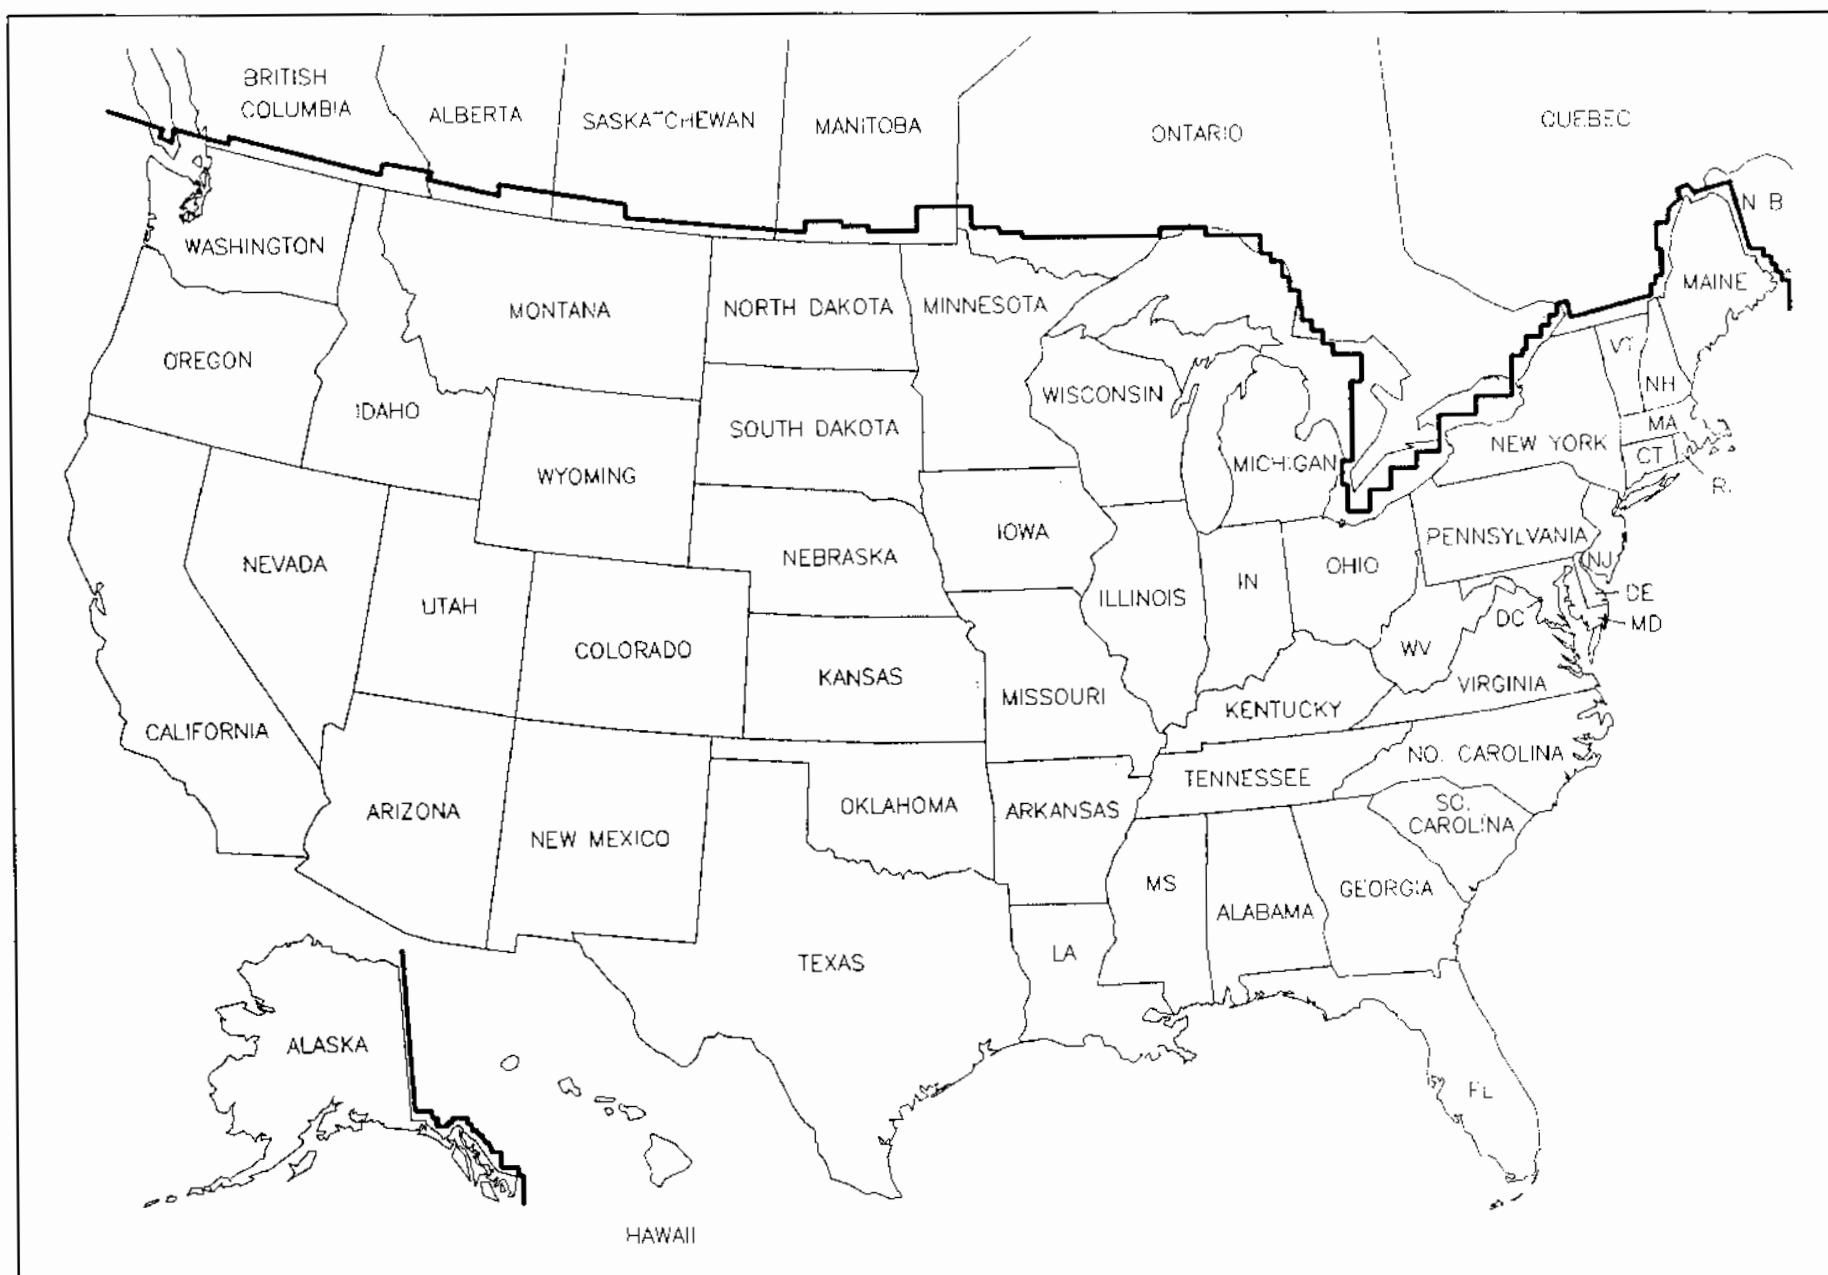 BRITISH
COLUMBIA
ALBERTA
SASKATCHEWAN
MANITOBA
ONTARIO
QUEBEC
N B
WASHINGTON
MONTANA
NORTH DAKOTA
MINNESOTA
MAINE
OREGON
VT
IDAHO
WISCONSIN
NH
SOUTH DAKOTA
MA
WYOMING
MICHIGAN
NEW YORK
CT
R.
NEVADA
NEBRASKA
IOWA
PENNSYLVANIA
OHIO
NJ
UTAH
IN
ILLINOIS
DE
DC
MD
COLORADO
KANSAS
WV
MISSOURI
VIRGINIA
KENTUCKY
CALIFORNIA
NO. CAROLINA
TENNESSEE
ARIZONA
OKLAHOMA
ARKANSAS
SO.
CAROLINA
NEW MEXICO
MS
GEORGIA
ALABAMA
TEXAS
LA
ALASKA
FL
HAWAII